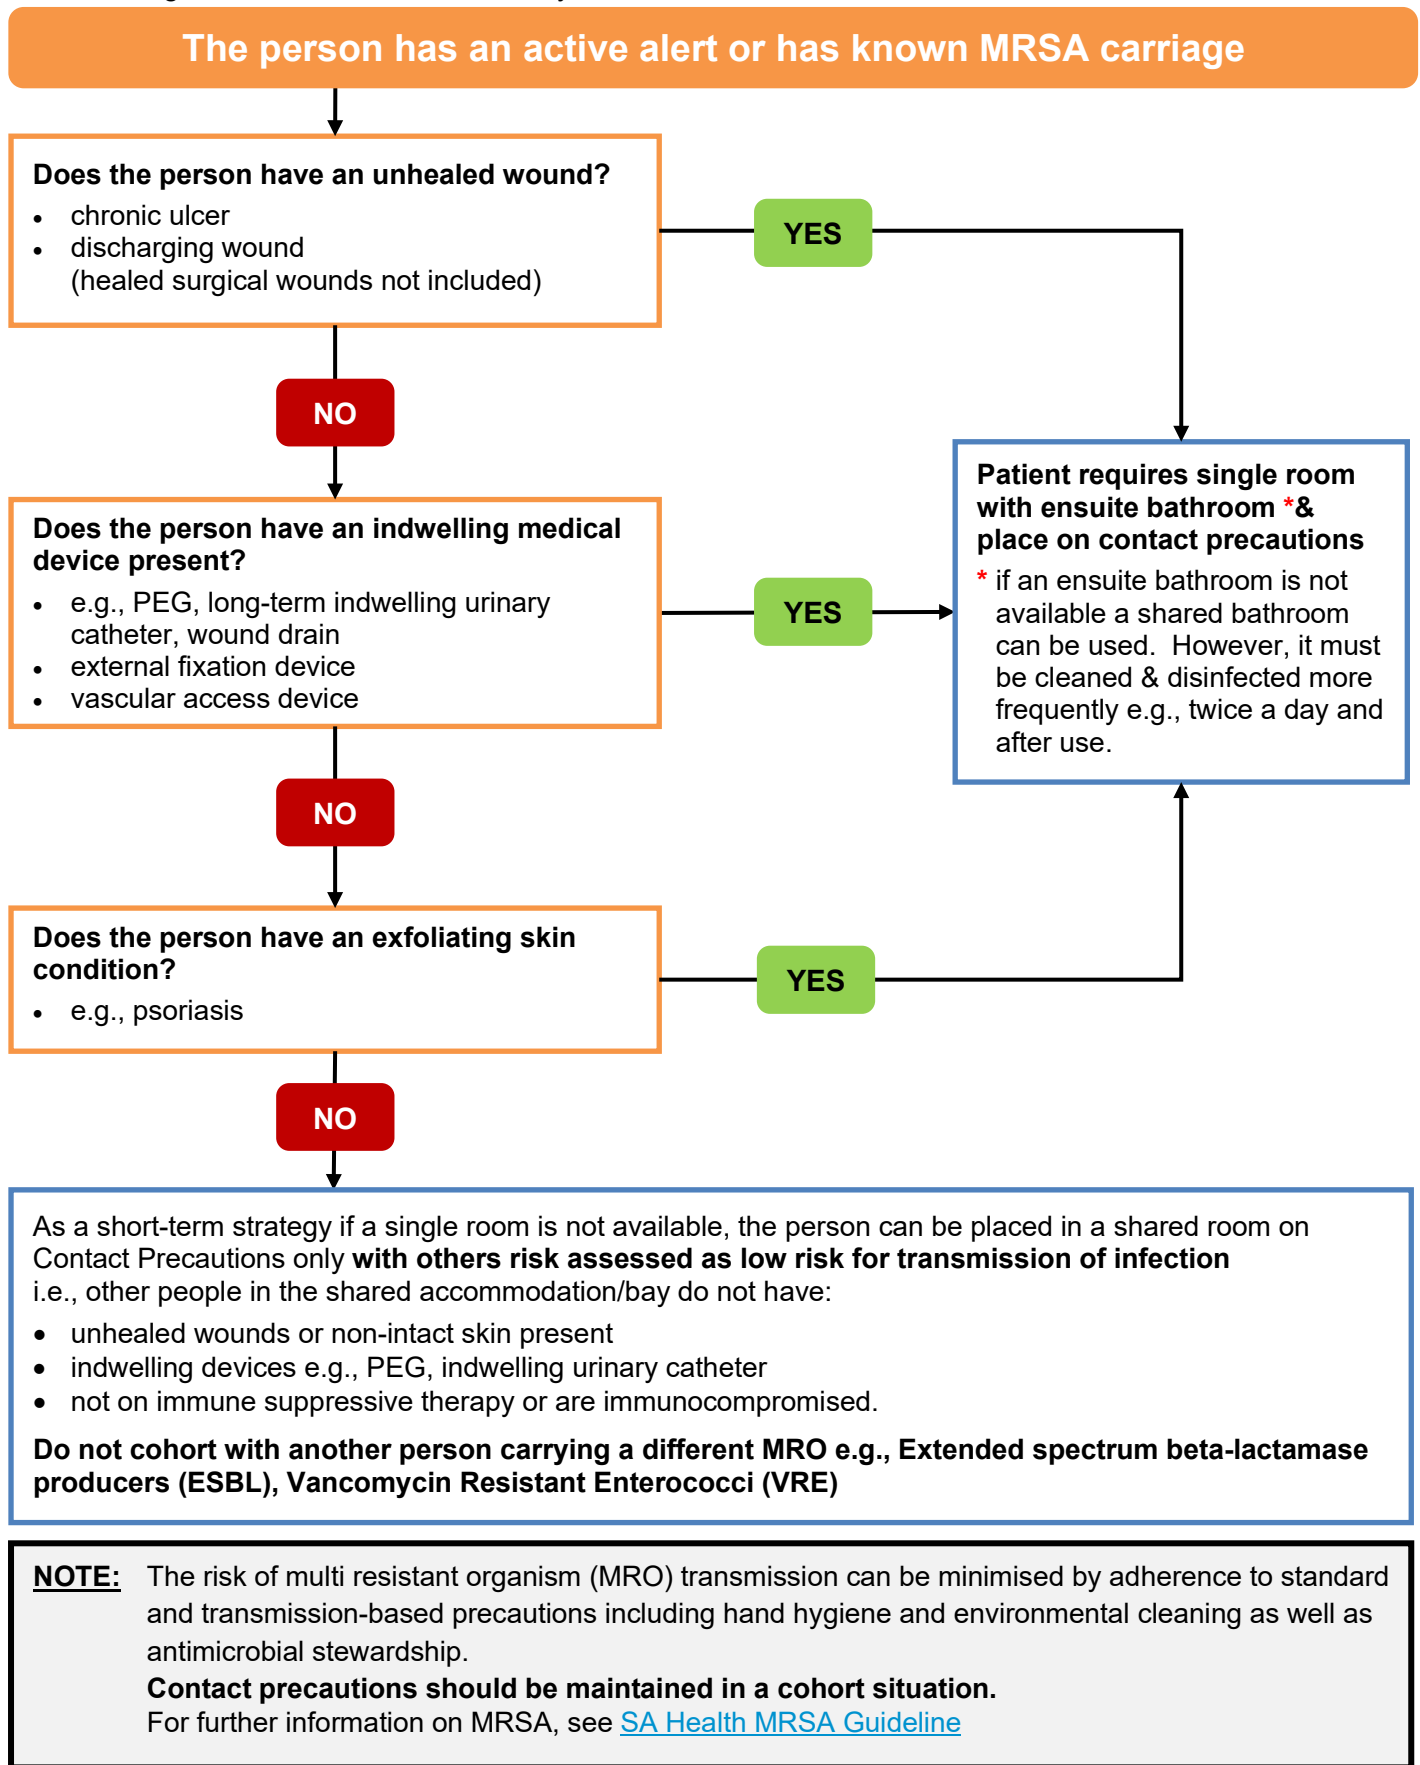 The person has an active alert or has known MRSA carriage
Does the person have an unhealed wound?
• chronic ulcer
• discharging wound
(healed surgical wounds not included)
YES
NO
Does the person have an indwelling medical
device present?
• e.g., PEG, long-term indwelling urinary
catheter, wound drain
• external fixation device
• vascular access device
YES
Patient requires single room
with ensuite bathroom *&
place on contact precautions
* if an ensuite bathroom is not
available a shared bathroom
can be used. However, it must
be cleaned & disinfected more
frequently e.g., twice a day and
after use.
NO
Does the person have an exfoliating skin
condition?
• e.g., psoriasis
YES
NO
As a short-term strategy if a single room is not available, the person can be placed in a shared room on
Contact Precautions only with others risk assessed as low risk for transmission of infection
i.e., other people in the shared accommodation/bay do not have:
• unhealed wounds or non-intact skin present
• indwelling devices e.g., PEG, indwelling urinary catheter
• not on immune suppressive therapy or are immunocompromised.
Do not cohort with another person carrying a different MRO e.g., Extended spectrum beta-lactamase
producers (ESBL), Vancomycin Resistant Enterococci (VRE)
NOTE: The risk of multi resistant organism (MRO) transmission can be minimised by adherence to standard
and transmission-based precautions including hand hygiene and environmental cleaning as well as
antimicrobial stewardship.
Contact precautions should be maintained in a cohort situation.
For further information on MRSA, see SA Health MRSA Guideline